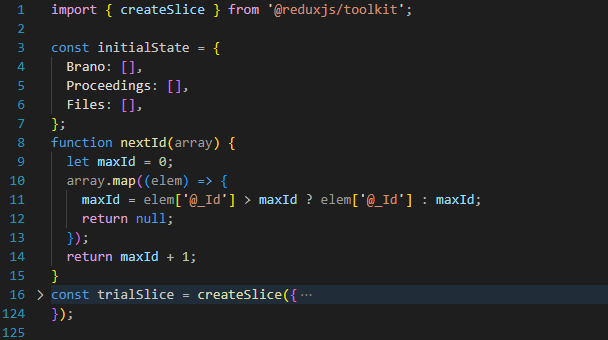 1 import { createSlice } from '@reduxjs/toolkit';
2
3 const initialState = {
4   Brano: [],
5   Proceedings: [],
6   Files: [],
7 };
8 function nextId(array) {
9   let maxId = 0;
10   array.map((elem) => {
11     maxId = elem['@_Id'] > maxId ? elem['@_Id'] : maxId;
12     return null;
13   });
14   return maxId + 1;
15 }
16 > const trialSlice = createSlice({ ···
124 });
125